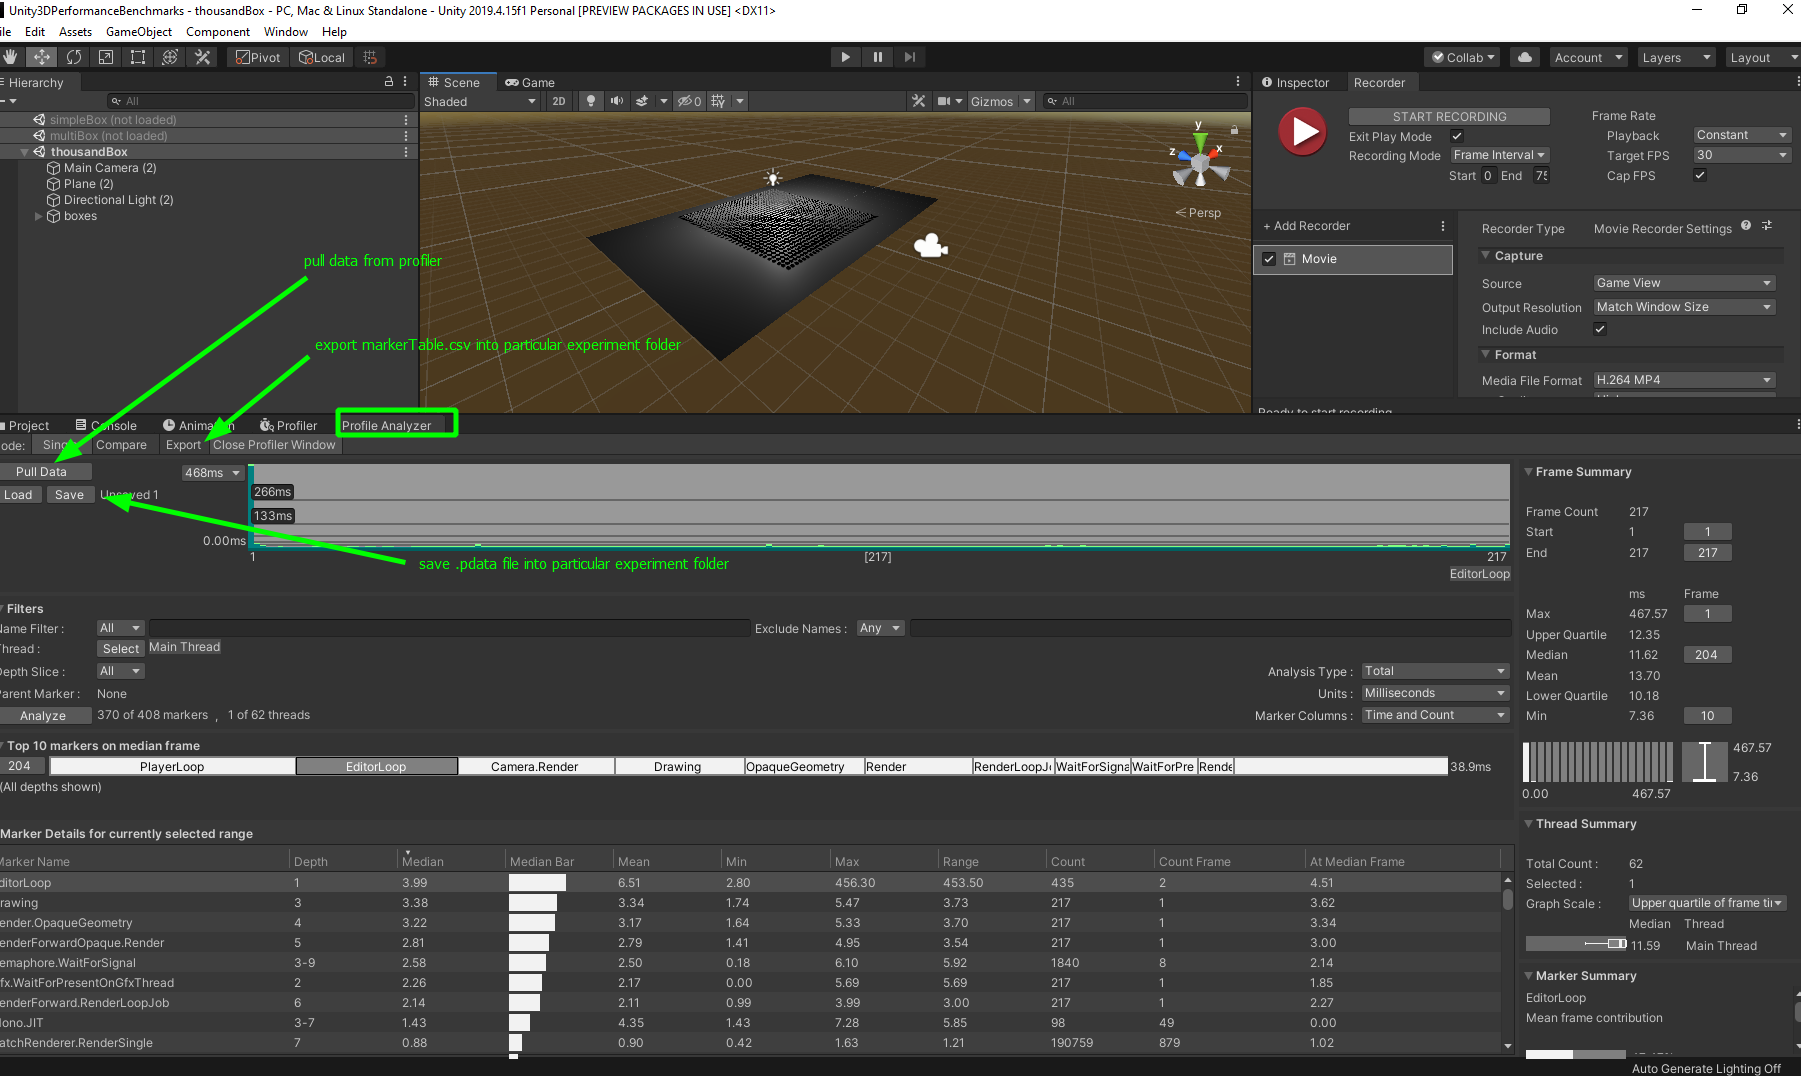 Unity3DPerformanceBenchmarks - thousandBox - PC, Mac & Linux Standalone - Unity 2019.4.15f1 Personal [PREVIEW PACKAGES IN USE] <DX11>
ile Edit Assets GameObject Component Window Help
Pivot Local Collab Account Layers Layout
Hierarchy Scene Game Inspector Recorder
All Shaded 2D 0 Gizmos All
simpleBox (not loaded)
multiBox (not loaded)
thousandBox
Main Camera (2)
Plane (2)
Directional Light (2)
boxes
y
z x
Persp
START RECORDING
Exit Play Mode
Recording Mode Frame Interval
Start 0 End 75
Frame Rate
Playback Constant
Target FPS 30
Cap FPS
+ Add Recorder
Movie
Recorder Type Movie Recorder Settings
Capture
Source Game View
Output Resolution Match Window Size
Include Audio
Format
Media File Format H.264 MP4
Ready to start recording
pull data from profiler
export markerTable.csv into particular experiment folder
Project Console Animation Profiler Profile Analyzer
ode: Sing Compare Export Close Profiler Window
Pull Data 468ms
Load Save Unsaved 1
266ms
133ms
0.00ms
1 [217] 217
save .pdata file into particular experiment folder
EditorLoop
Filters
ame Filter : All Exclude Names : Any
hread : Select Main Thread
epth Slice : All Analysis Type : Total
arent Marker : None Units : Milliseconds
Analyze 370 of 408 markers , 1 of 62 threads Marker Columns : Time and Count
Top 10 markers on median frame
204 PlayerLoop EditorLoop Camera.Render Drawing OpaqueGeometry Render RenderLoopJ WaitForSigna WaitForPre Rende 38.9ms
(All depths shown)
Marker Details for currently selected range
Marker Name Depth Median Median Bar Mean Min Max Range Count Count Frame At Median Frame
ditorLoop 1 3.99 6.51 2.80 456.30 453.50 435 2 4.51
rawing 3 3.38 3.34 1.74 5.47 3.73 217 1 3.62
ender.OpaqueGeometry 4 3.22 3.17 1.64 5.33 3.70 217 1 3.34
enderForwardOpaque.Render 5 2.81 2.79 1.41 4.95 3.54 217 1 3.00
emaphore.WaitForSignal 3-9 2.58 2.50 0.18 6.10 5.92 1840 8 2.14
fx.WaitForPresentOnGfxThread 2 2.26 2.17 0.00 5.69 5.69 217 1 1.85
enderForward.RenderLoopJob 6 2.14 2.11 0.99 3.99 3.00 217 1 2.27
ono.JIT 3-7 1.43 4.35 1.43 7.28 5.85 98 49 0.00
atchRenderer.RenderSingle 7 0.88 0.90 0.42 1.63 1.21 190759 879 1.02
Frame Summary
Frame Count 217
Start 1 1
End 217 217
ms Frame
Max 467.57 1
Upper Quartile 12.35
Median 11.62 204
Mean 13.70
Lower Quartile 10.18
Min 7.36 10
467.57
7.36
0.00 467.57
Thread Summary
Total Count : 62
Selected : 1
Graph Scale : Upper quartile of frame tir
Median Thread
11.59 Main Thread
Marker Summary
EditorLoop
Mean frame contribution
Auto Generate Lighting Off